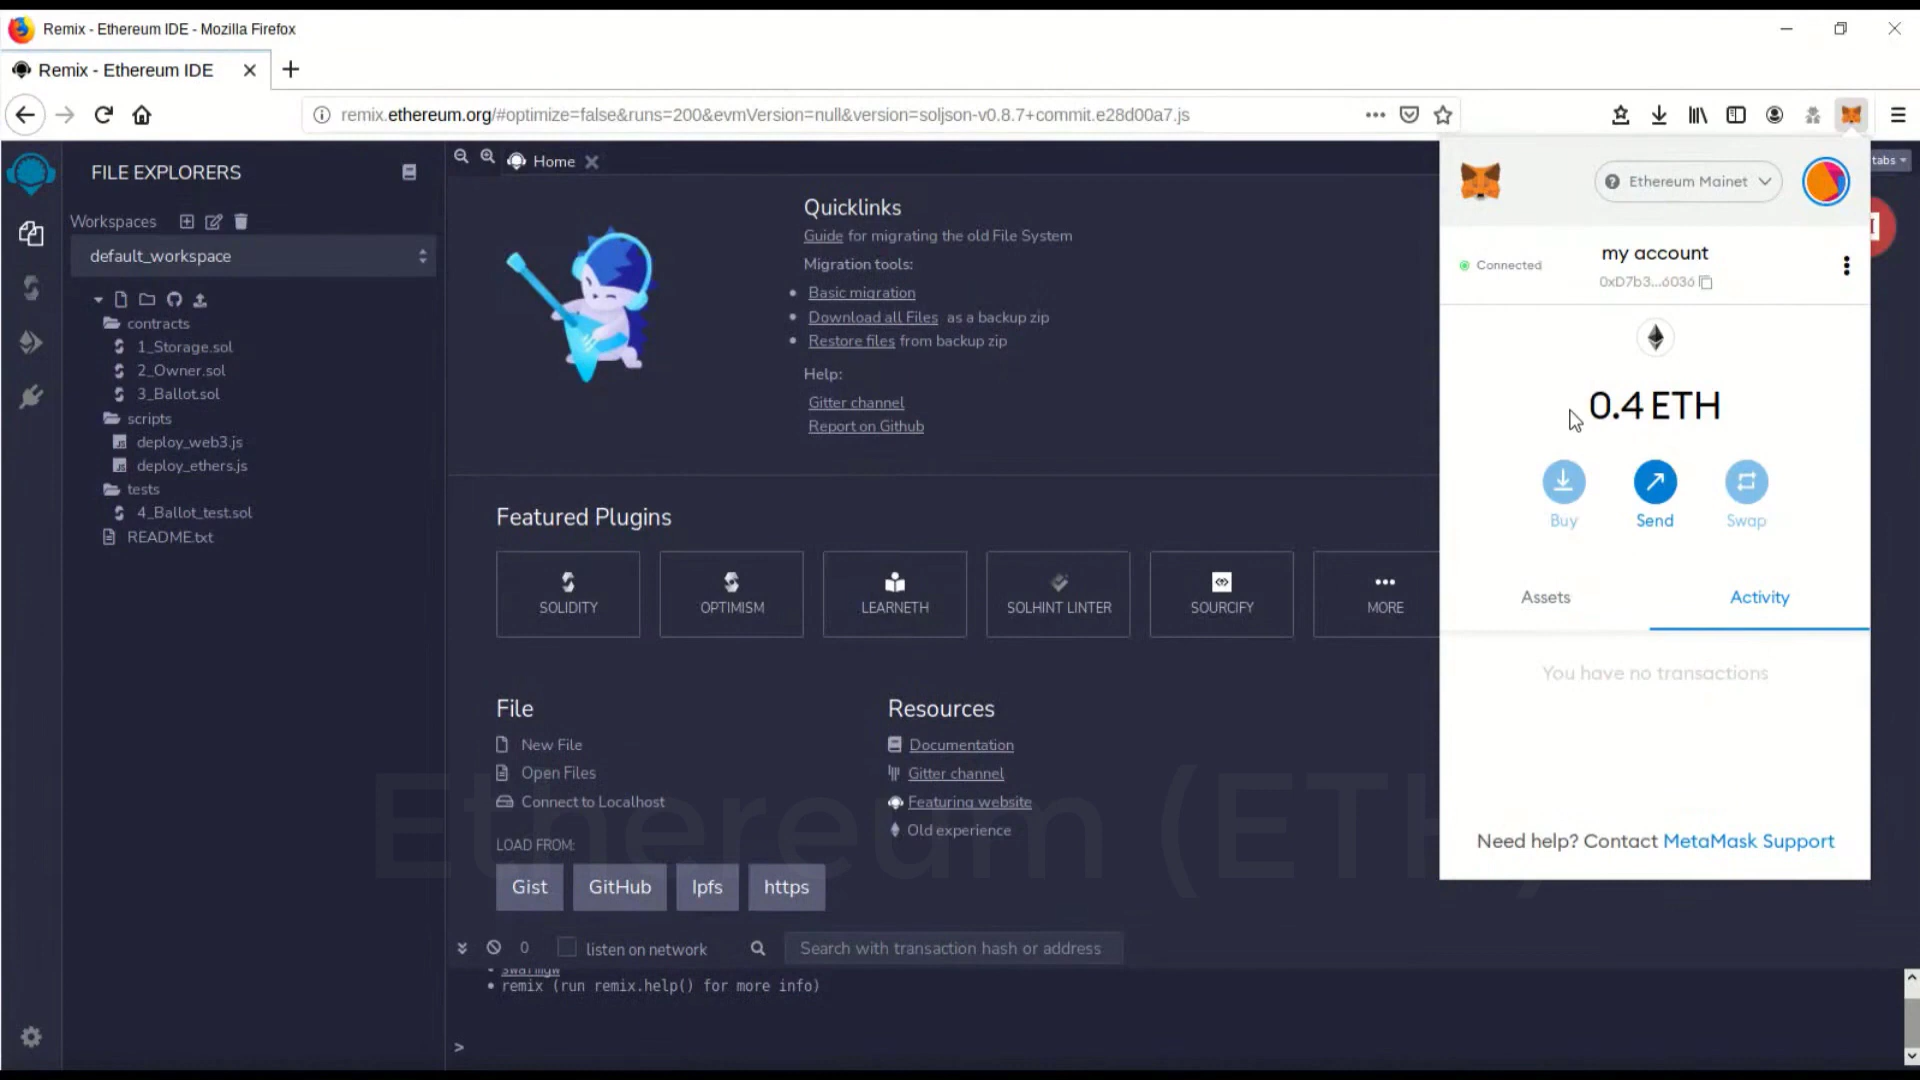 Remix - Ethereum IDE - Mozilla Firefox
Remix - Ethereum IDE
remix.ethereum.org/#optimize=false&runs=200&evmVersion=null&version=soljson-v0.8.7+commit.e28d00a7.js
FILE EXPLORERS
Workspaces
default_workspace
contracts
1_Storage.sol
2_Owner.sol
3_Ballot.sol
scripts
deploy_web3.js
deploy_ethers.js
tests
4_Ballot_test.sol
README.txt
Home
tabs
Quicklinks
Guide for migrating the old File System
Migration tools:
Basic migration
Download all Files as a backup zip
Restore files from backup zip
Help:
Gitter channel
Report on Github
Featured Plugins
SOLIDITY
OPTIMISM
LEARNETH
SOLHINT LINTER
SOURCIFY
MORE
File
New File
Open Files
Connect to Localhost
LOAD FROM:
Gist
GitHub
Ipfs
https
Resources
Documentation
Gitter channel
Featuring website
Old experience
Ethereum (ETH)
0
listen on network
Search with transaction hash or address
swarmgw
• remix (run remix.help() for more info)
>
Ethereum Mainet
Connected
my account
0xD7b3...6036
0.4 ETH
Buy
Send
Swap
Assets
Activity
You have no transactions
Need help? Contact MetaMask Support